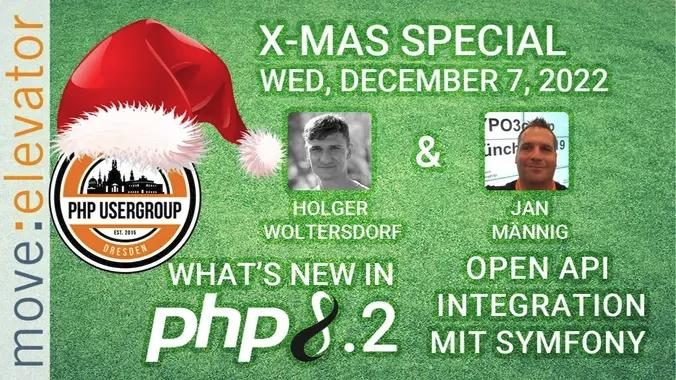 move:elevator
X-MAS SPECIAL
WED, DECEMBER 7, 2022
&
HOLGER
WOLTERSDORF
JAN
MÄNNIG
PHP USERGROUP
EST. 2016
DRESDEN
WHAT'S NEW IN
php 8.2
OPEN API
INTEGRATION
MIT SYMFONY